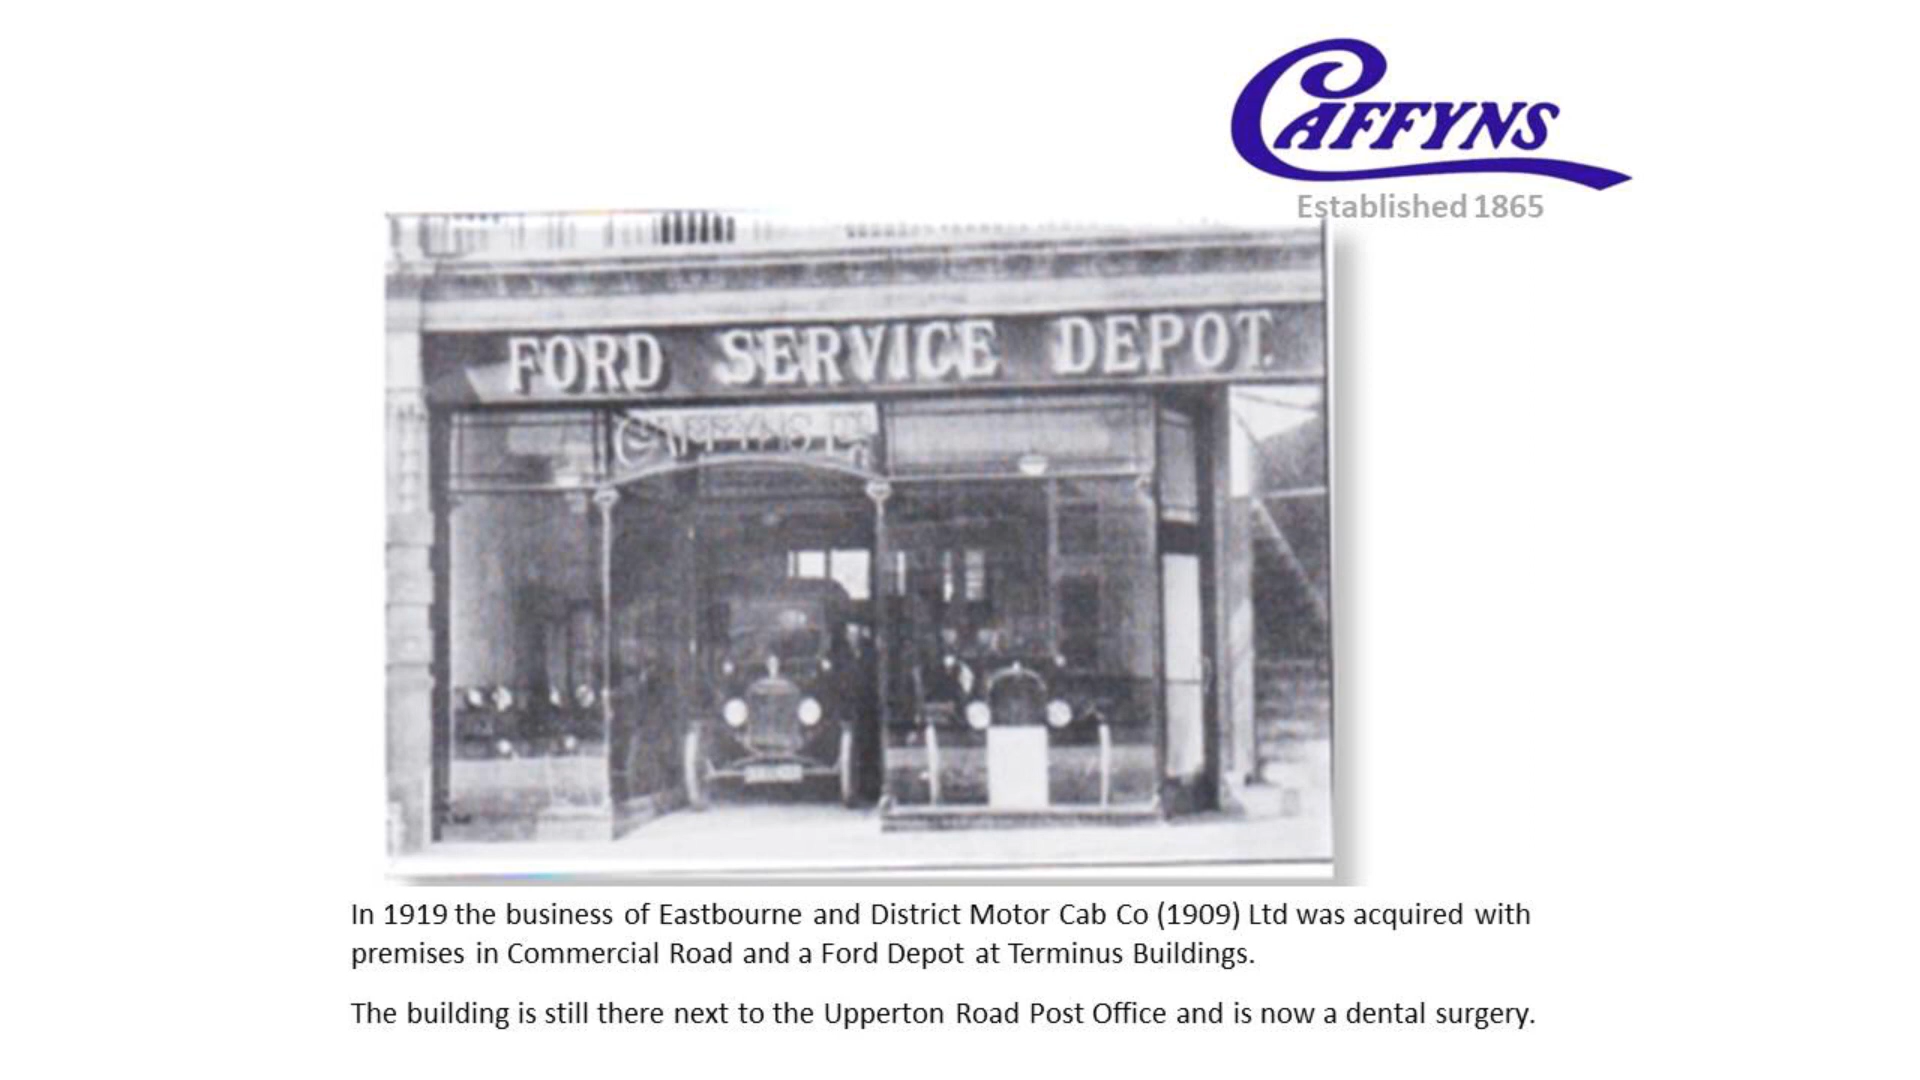 CAFFYNS
Established 1865
FORD SERVICE DEPOT.
CAFFYNS LTD
In 1919 the business of Eastbourne and District Motor Cab Co (1909) Ltd was acquired with
premises in Commercial Road and a Ford Depot at Terminus Buildings.
The building is still there next to the Upperton Road Post Office and is now a dental surgery.